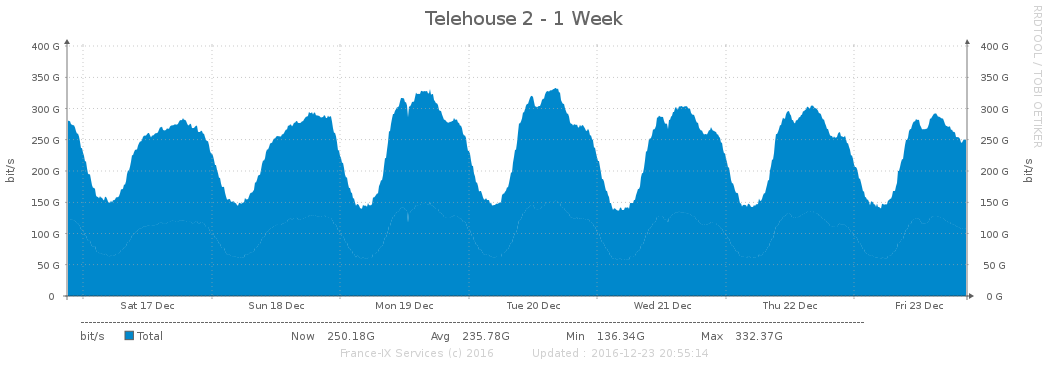 Telehouse 2 - 1 Week
RRDTOOL / TOBI OETIKER
400 G 400 G
350 G 350 G
300 G 300 G
250 G 250 G
200 G 200 G
150 G 150 G
100 G 100 G
50 G 50 G
0 0 G
bit/s
bit/s
Sat 17 Dec Sun 18 Dec Mon 19 Dec Tue 20 Dec Wed 21 Dec Thu 22 Dec Fri 23 Dec
bit/s Total Now 250.18G Avg 235.78G Min 136.34G Max 332.37G
France-IX Services (c) 2016 Updated : 2016-12-23 20:55:14